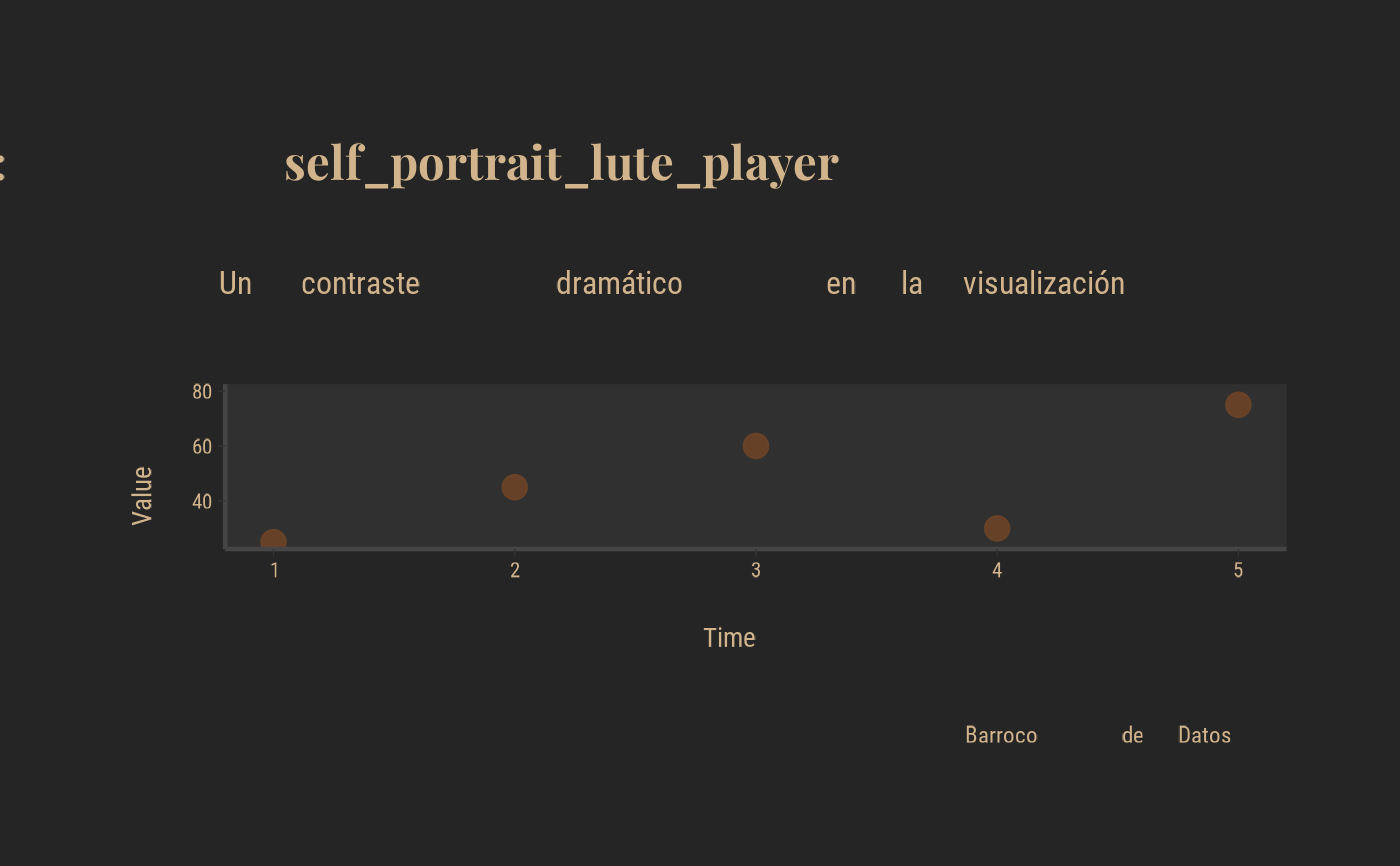 : self_portrait_lute_player
Un contraste dramático en la visualización
80
60
40
Value
1 2 3 4 5
Time
Barroco de Datos